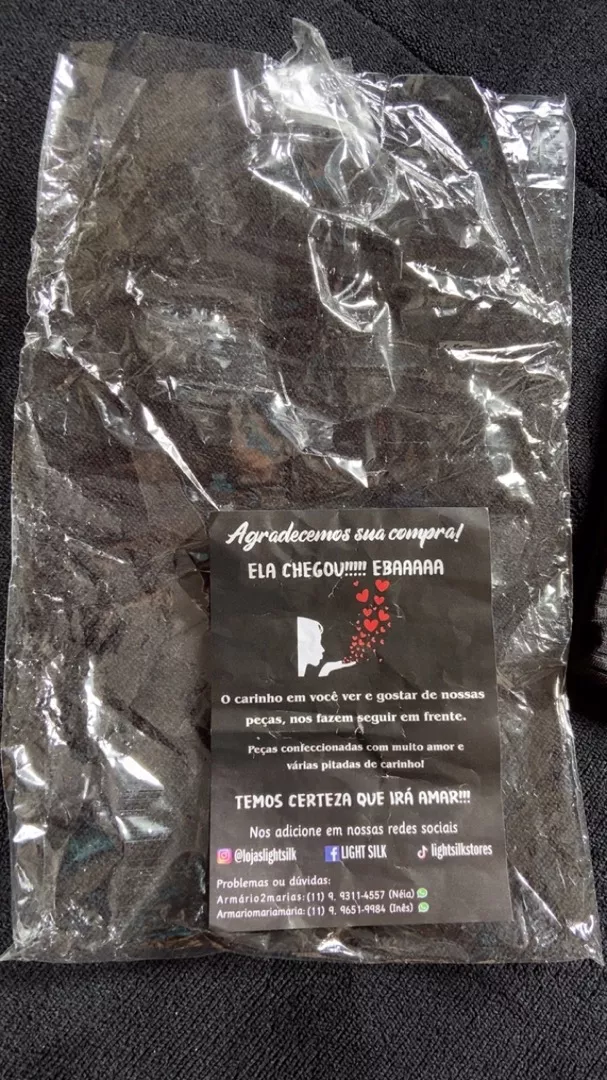 Agradecemos sua compra!
ELA CHEGOU!!!!! EBAAAAA
O carinho em você ver e gostar de nossas
peças, nos fazem seguir em frente.
Peças confeccionadas com muito amor e
várias pitadas de carinho!
TEMOS CERTEZA QUE IRÁ AMAR!!!
Nos adicione em nossas redes sociais
@lojaslightsilk LIGHT SILK lightsilkstores
Problemas ou dúvidas:
Armário2marias: (11) 9. 9311-4557 (Néia)
Armariomariamaria: (11) 9. 9651-9984 (Inês)